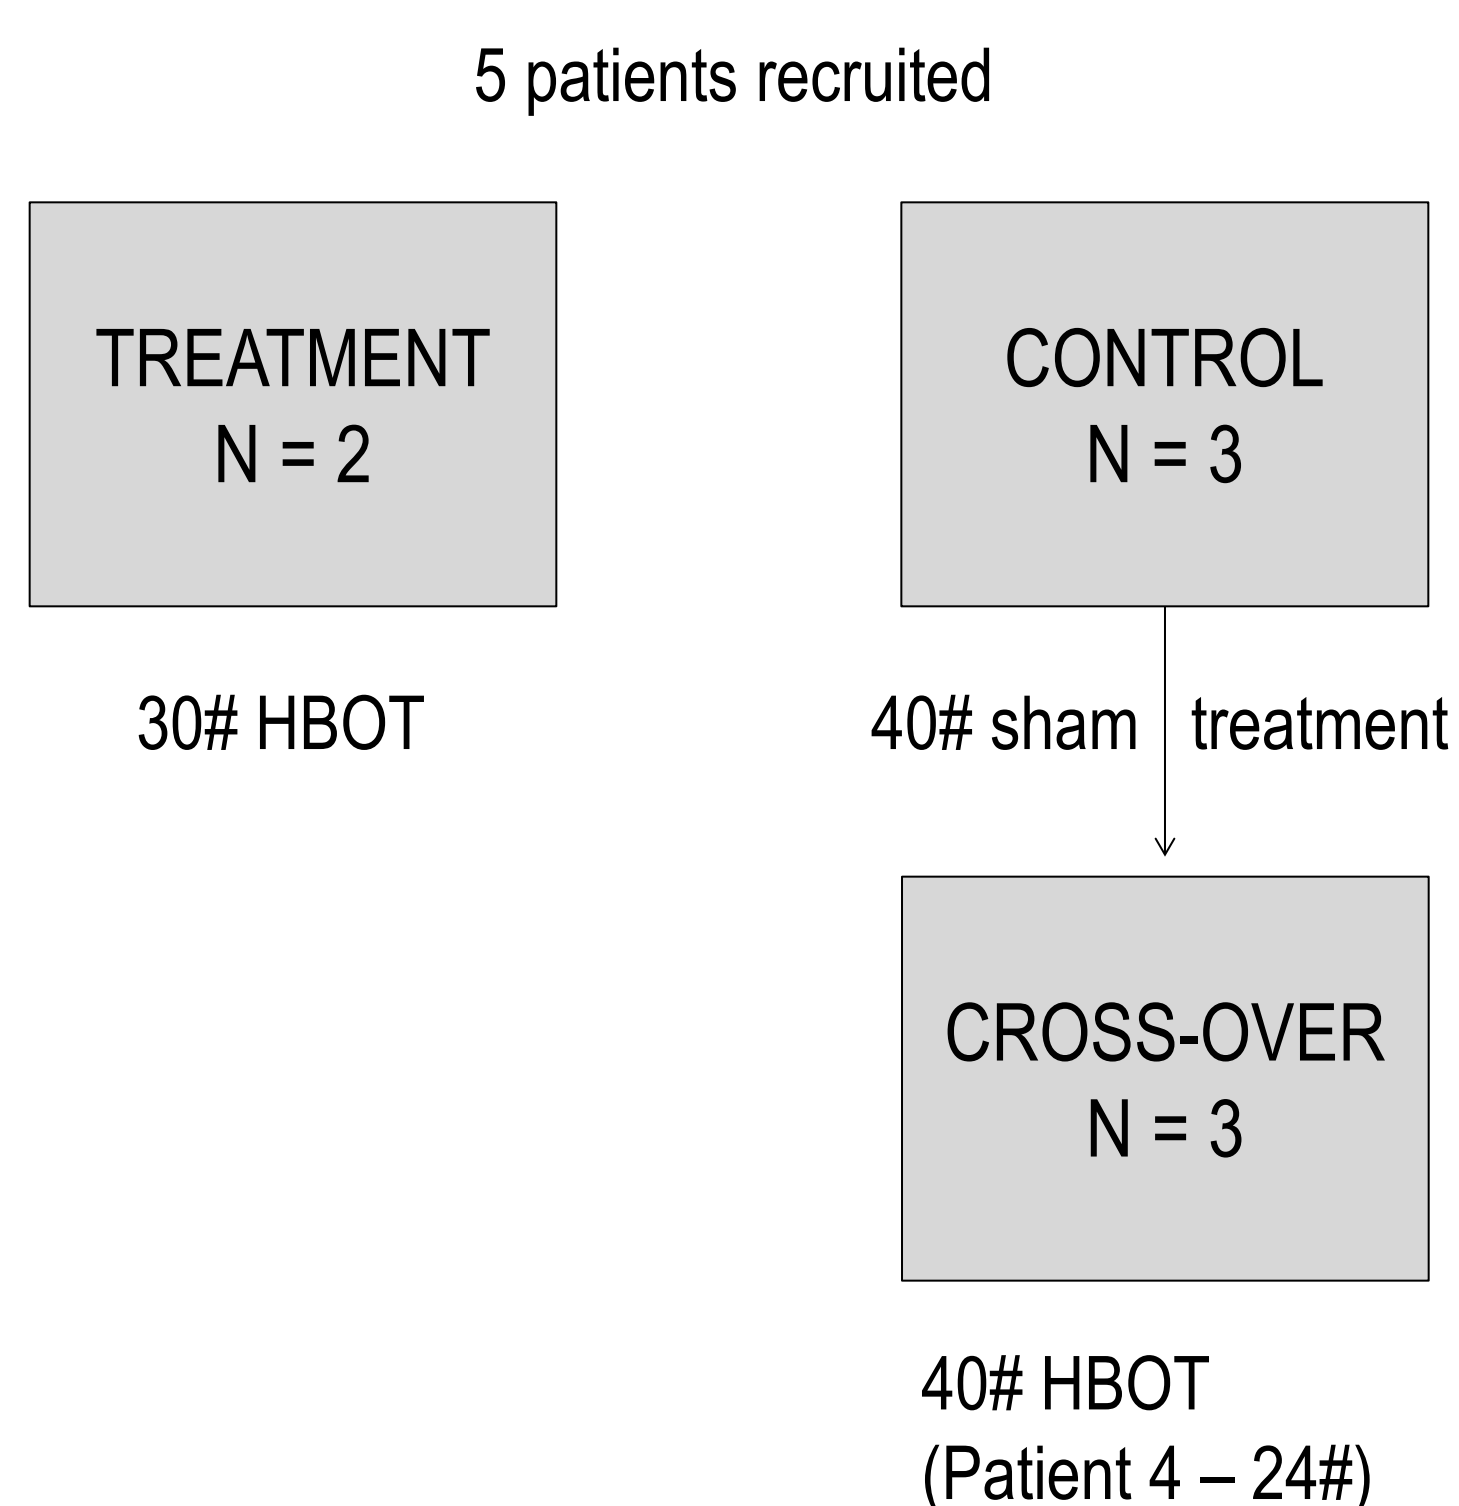 5 patients recruited
TREATMENT
N = 2
30# HBOT
CONTROL
N = 3
40# sham treatment
CROSS-OVER
N = 3
40# HBOT
(Patient 4 – 24#)